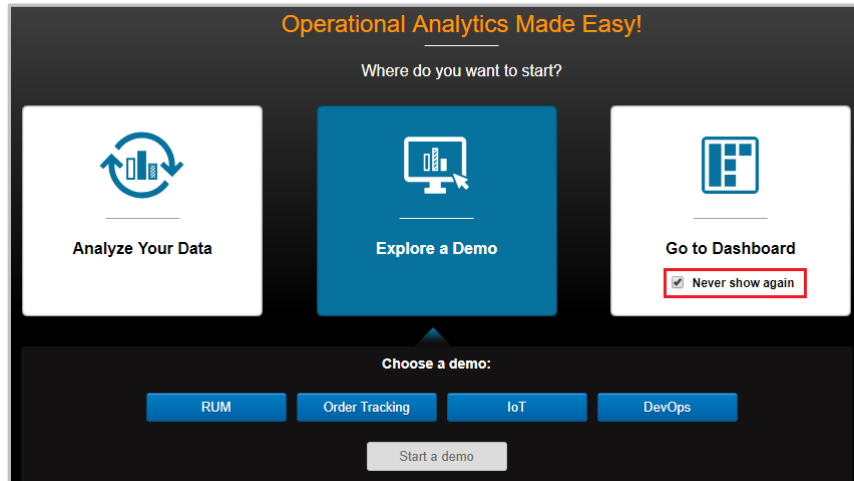 Operational Analytics Made Easy!
Where do you want to start?
Analyze Your Data
Explore a Demo
Go to Dashboard
Never show again
Choose a demo:
RUM
Order Tracking
IoT
DevOps
Start a demo